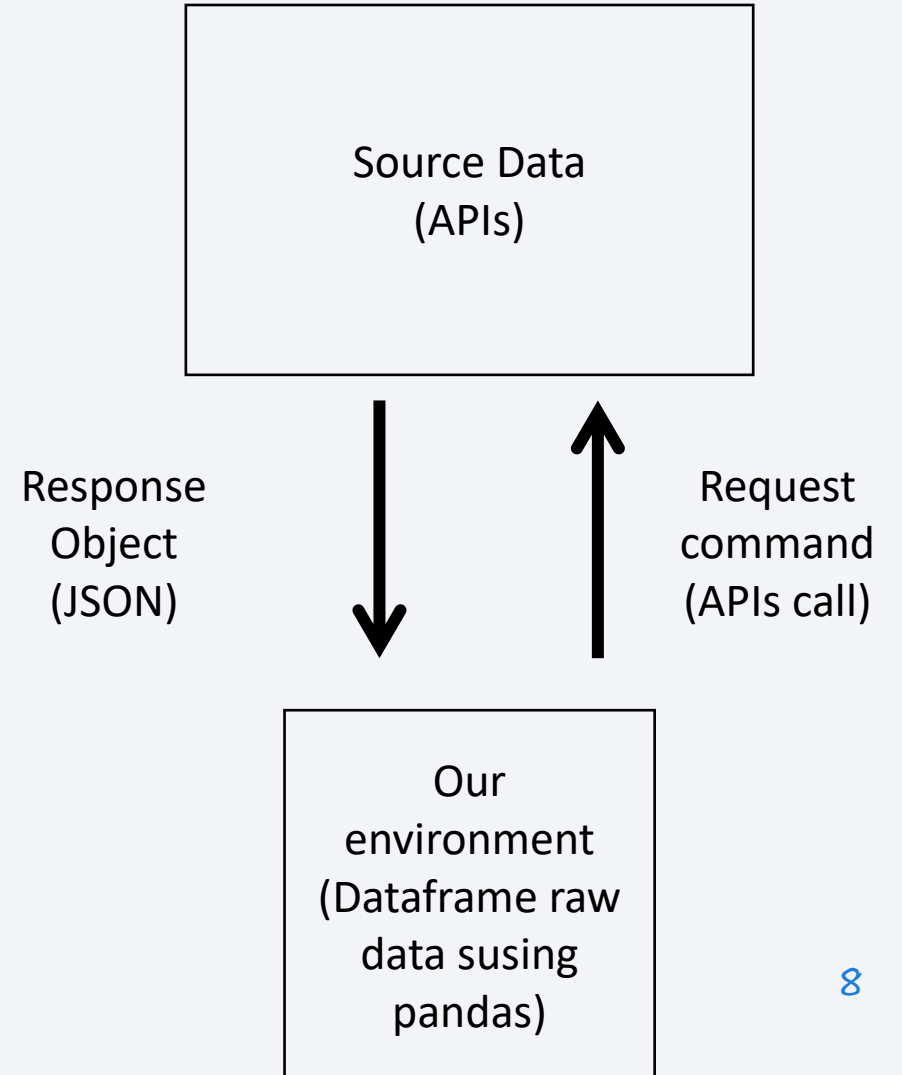 Source Data
(APIs)
Response
Object
(JSON)
Request
command
(APIs call)
Our
environment
(Dataframe raw
data susing
pandas)
8